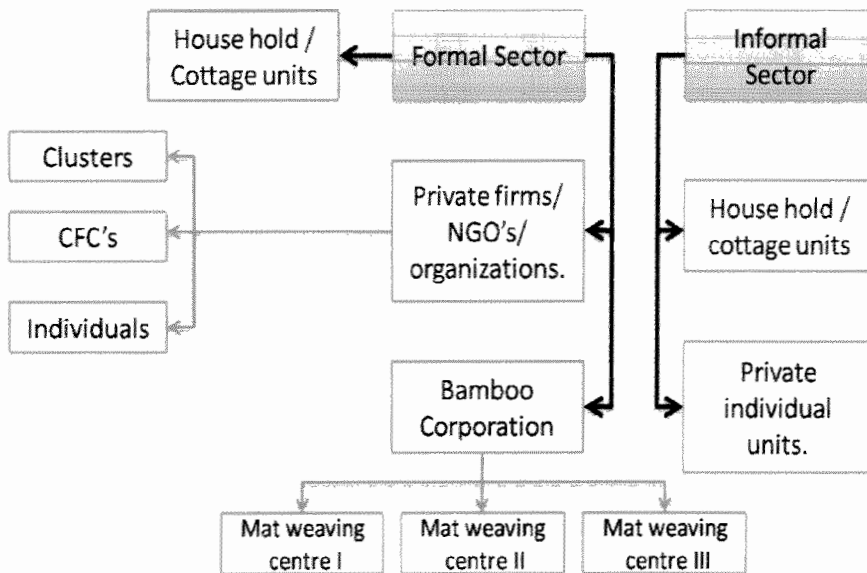 House hold /
Cottage units
Formal Sector
Informal
Sector
Clusters
CFC's
Individuals
Private firms/
NGO's/
organizations.
House hold /
cottage units
Bamboo
Corporation
Private
individual
units.
Mat weaving
centre I
Mat weaving
centre II
Mat weaving
centre III